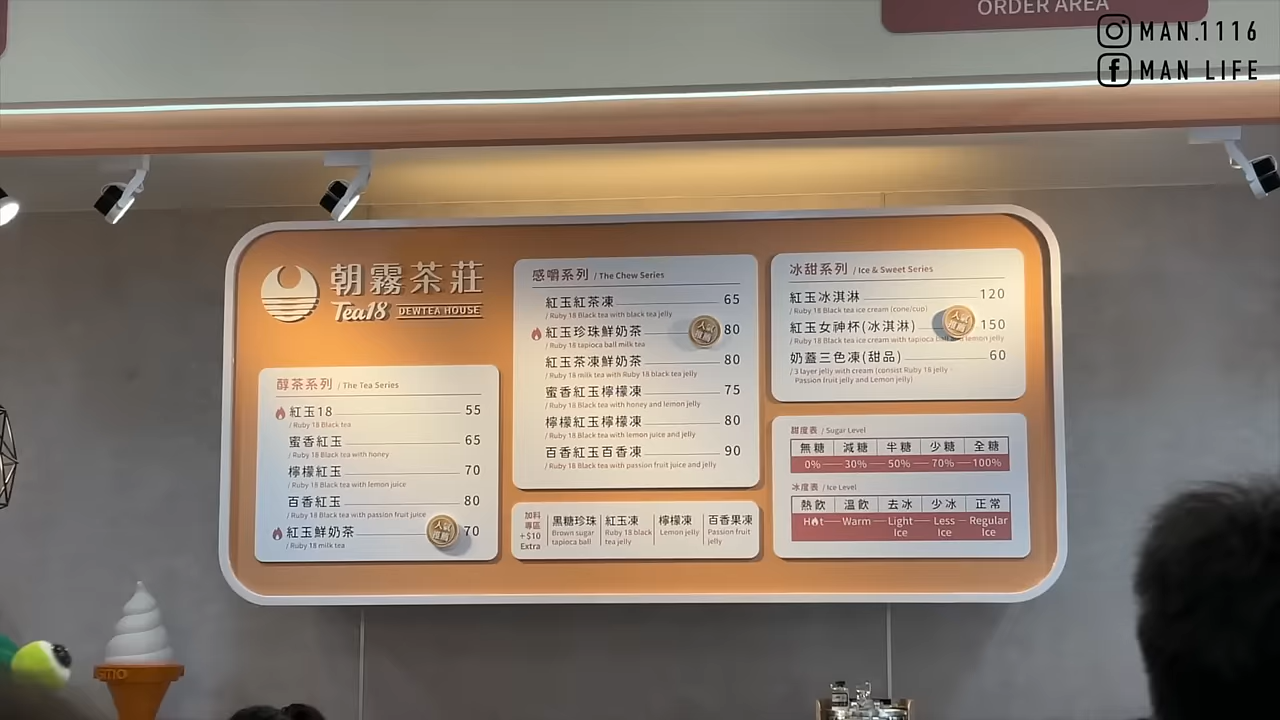 ORDER AREA
MAN.1116
MAN LIFE
朝霧茶莊
Tea18 DEWTEA HOUSE
醇茶系列 / The Tea Series
紅玉18 55
/ Ruby 18 Black tea
蜜香紅玉 65
/ Ruby 18 Black tea with honey
檸檬紅玉 70
/ Ruby 18 Black tea with lemon juice
百香紅玉 80
/ Ruby 18 Black tea with passion fruit juice
紅玉鮮奶茶 70
/ Ruby 18 milk tea
感嚼系列 / The Chew Series
紅玉紅茶凍 65
/ Ruby 18 Black tea with black tea jelly
紅玉珍珠鮮奶茶 80
/ Ruby 18 tapioca ball milk tea
紅玉茶凍鮮奶茶 80
/ Ruby 18 milk tea with Ruby 18 black tea jelly
蜜香紅玉檸檬凍 75
/ Ruby 18 Black tea with honey and lemon jelly
檸檬紅玉檸檬凍 80
/ Ruby 18 Black tea with lemon juice and jelly
百香紅玉百香凍 90
/ Ruby 18 Black tea with passion fruit juice and jelly
加料
專區
+$10
Extra
黑糖珍珠
Brown sugar
tapioca ball
紅玉凍
Ruby 18 black
tea jelly
檸檬凍
Lemon jelly
百香果凍
Passion fruit
jelly
冰甜系列 / Ice & Sweet Series
紅玉冰淇淋 120
/ Ruby 18 Black tea ice cream (cone/cup)
紅玉女神杯(冰淇淋) 150
/ Ruby 18 Black tea ice cream with tapioca lemon jelly
奶蓋三色凍(甜品) 60
/ 3 layer jelly with cream (consist Ruby 18 jelly
Passion fruit jelly and Lemon jelly)
甜度表 / Sugar Level
無糖 減糖 半糖 少糖 全糖
0% 30% 50% 70% 100%
冰度表 / Ice Level
熱飲 溫飲 去冰 少冰 正常
Hot Warm Light Less Regular
Ice Ice Ice